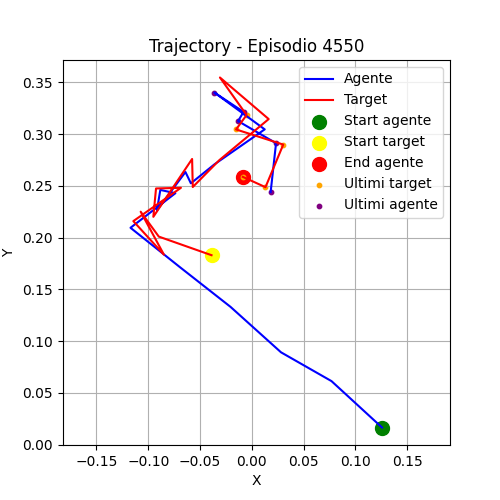 Trajectory - Episodio 4550
Agente
Target
Start agente
Start target
End agente
Ultimi target
Ultimi agente
Y
0.35
0.30
0.25
0.20
0.15
0.10
0.05
0.00
−0.15
−0.10
−0.05
0.00
0.05
0.10
0.15
X